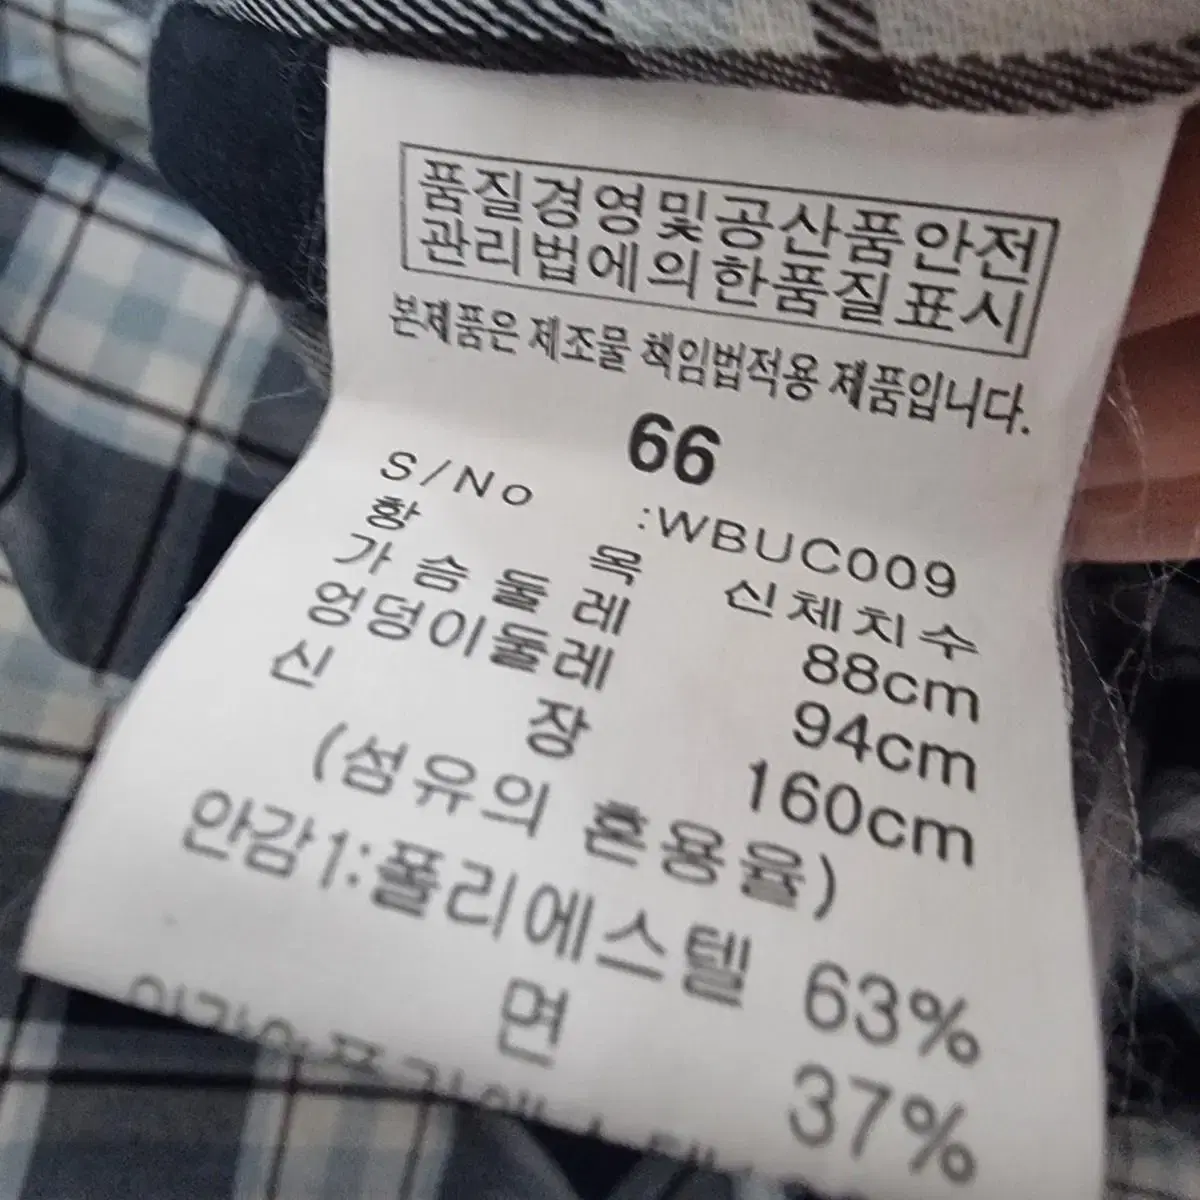 품질경영및공산품안전
관리법에의한품질표시
본제품은 제조물 책임법적용 제품입니다.
66
S/No :WBUC009
항 목 신체치수
가슴둘레 88cm
엉덩이둘레 94cm
신 장 160cm
(섬유의 혼용율)
안감1:폴리에스텔 63%
면 37%